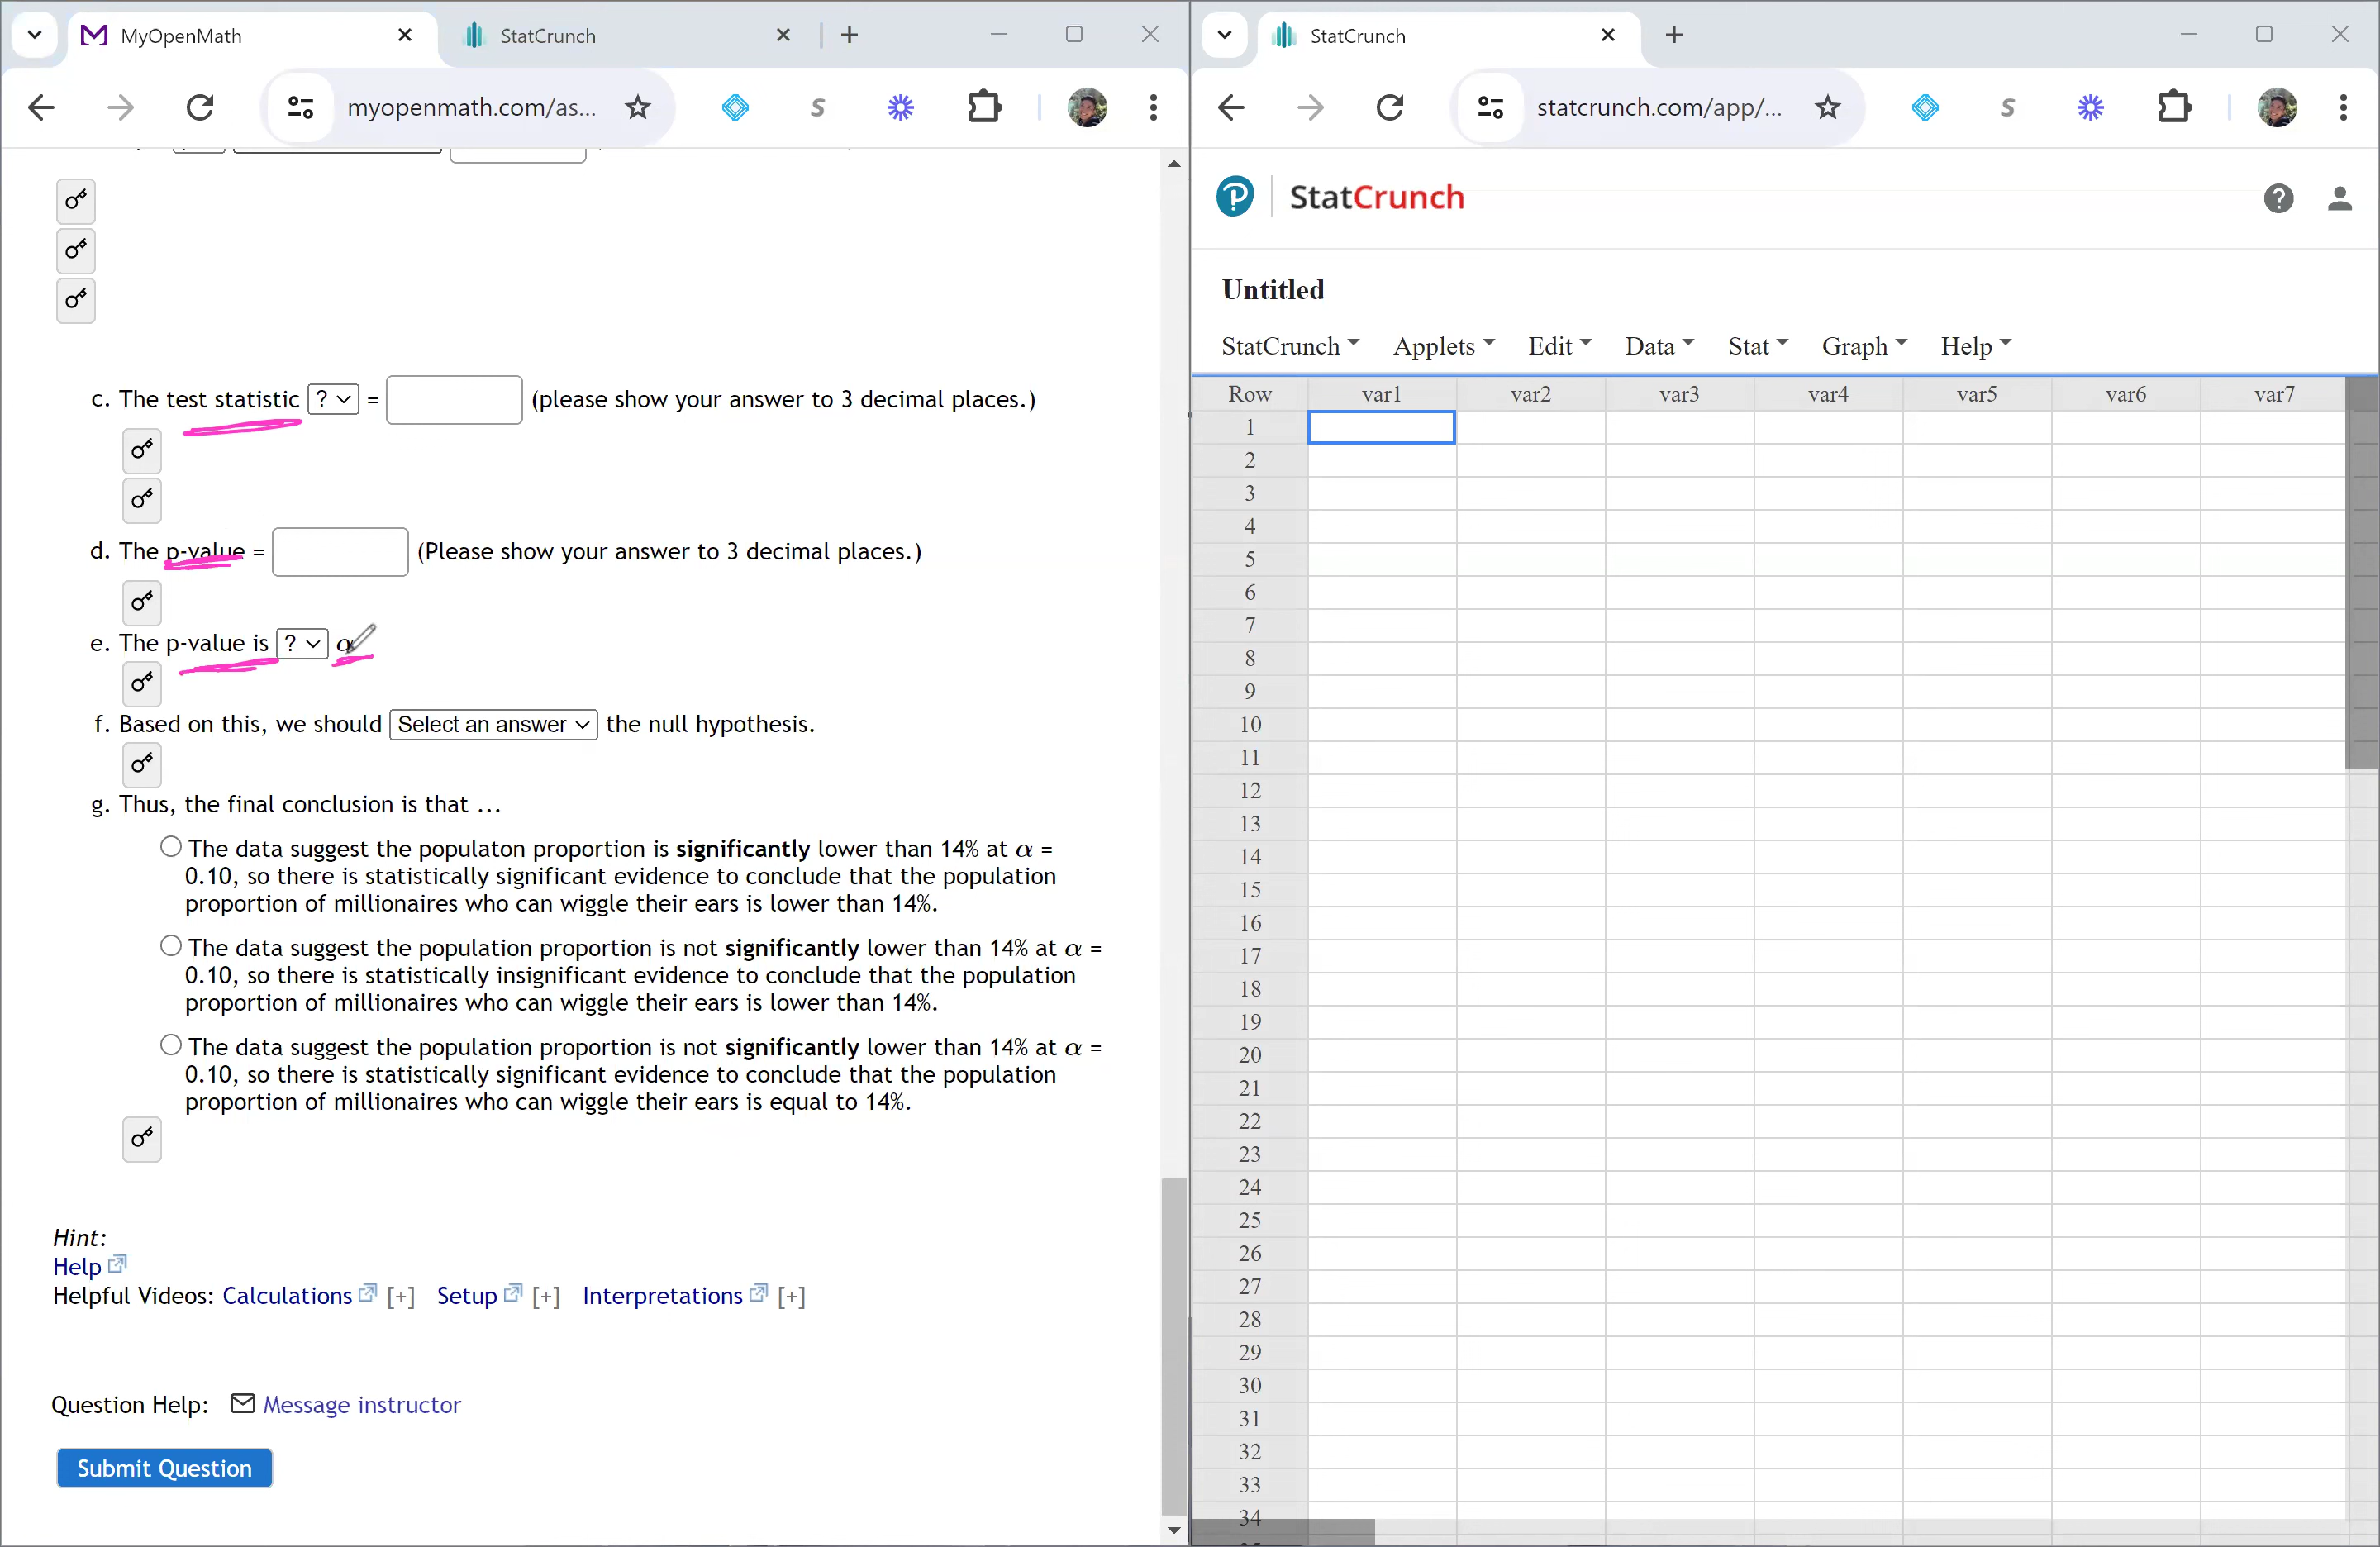 MyOpenMath
StatCrunch
StatCrunch
myopenmath.com/as...
S
statcrunch.com/app/...
S
StatCrunch
Untitled
StatCrunch Applets Edit Data Stat Graph Help
Row var1 var2 var3 var4 var5 var6 var7
1
2
3
4
5
6
7
8
9
10
11
12
13
14
15
16
17
18
19
20
21
22
23
24
25
26
27
28
29
30
31
32
33
34
c. The test statistic ? = (please show your answer to 3 decimal places.)
d. The p-value = (Please show your answer to 3 decimal places.)
e. The p-value is ? α
f. Based on this, we should Select an answer the null hypothesis.
g. Thus, the final conclusion is that ...
The data suggest the populaton proportion is significantly lower than 14% at α =
0.10, so there is statistically significant evidence to conclude that the population
proportion of millionaires who can wiggle their ears is lower than 14%.
The data suggest the population proportion is not significantly lower than 14% at α =
0.10, so there is statistically insignificant evidence to conclude that the population
proportion of millionaires who can wiggle their ears is lower than 14%.
The data suggest the population proportion is not significantly lower than 14% at α =
0.10, so there is statistically significant evidence to conclude that the population
proportion of millionaires who can wiggle their ears is equal to 14%.
Hint:
Help
Helpful Videos: Calculations [+] Setup [+] Interpretations [+]
Question Help: Message instructor
Submit Question